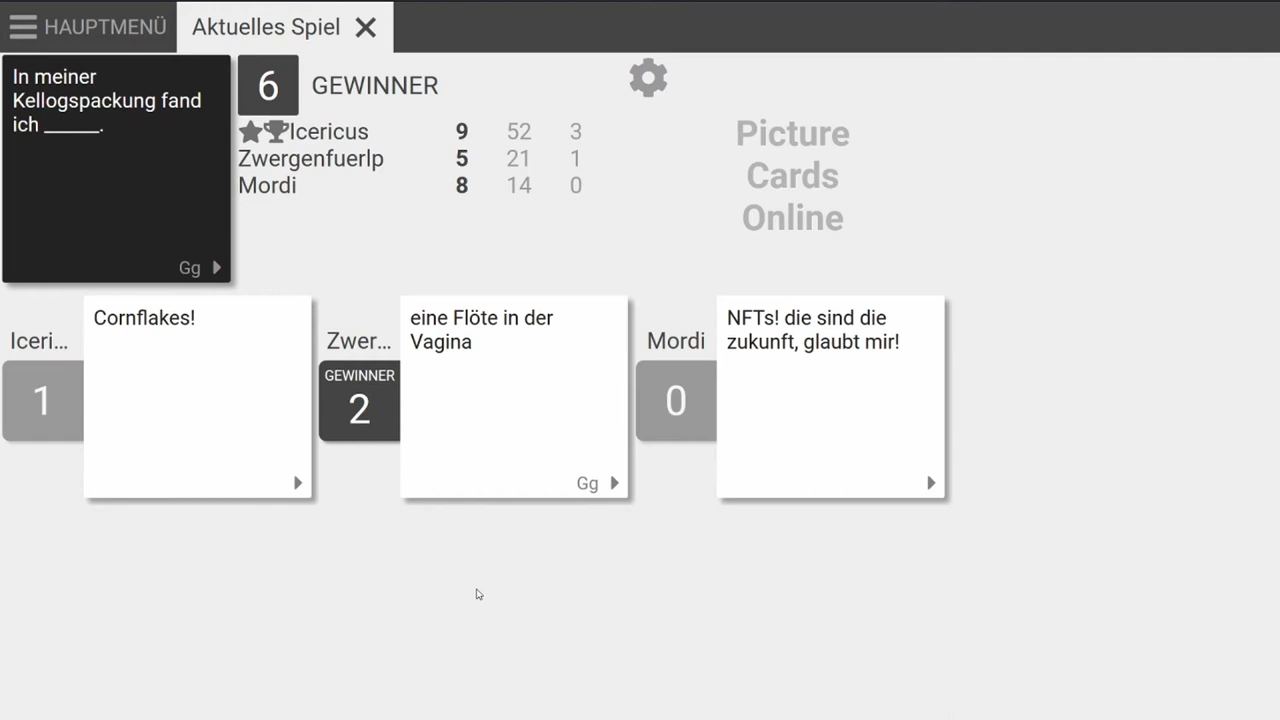 HAUPTMENÜ
Aktuelles Spiel
In meiner
Kellogspackung fand
ich _____.
Gg
6 GEWINNER
Icericus 9 52 3
Zwergenfuerlp 5 21 1
Mordi 8 14 0
Picture
Cards
Online
Iceri...
1
Cornflakes!
Zwer...
GEWINNER
2
eine Flöte in der
Vagina
Gg
Mordi
0
NFTs! die sind die
zukunft, glaubt mir!